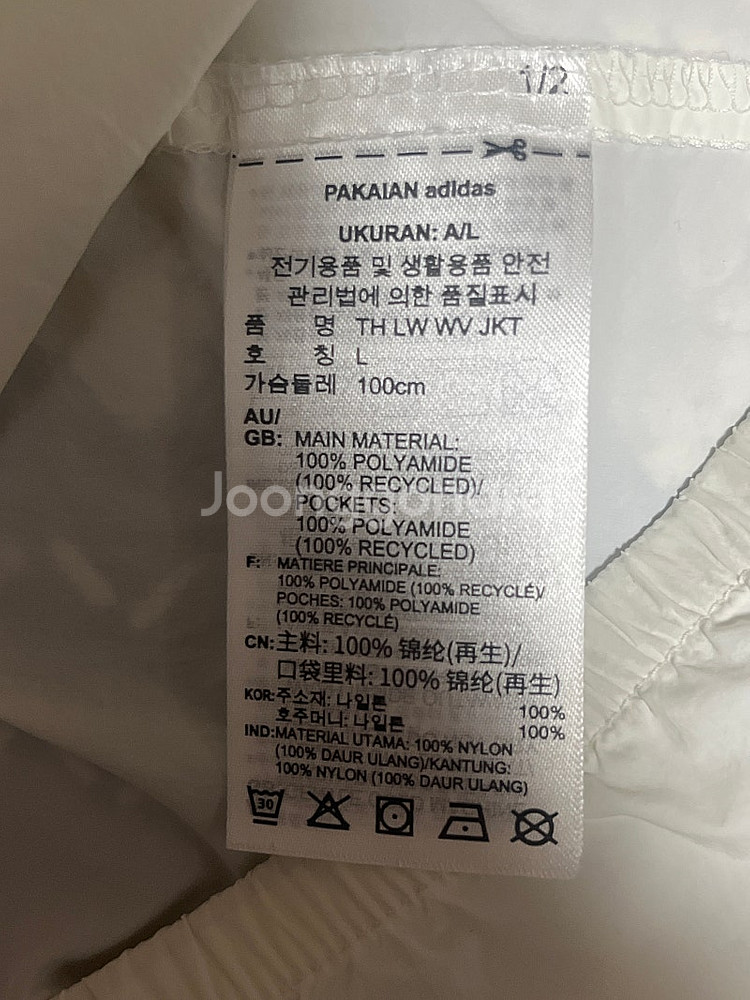 1/2
PAKAIAN adidas
UKURAN: A/L
전기용품 및 생활용품 안전
관리법에 의한 품질표시
품 명 TH LW WV JKT
호 칭 L
가슴둘레 100cm
AU/
GB: MAIN MATERIAL:
100% POLYAMIDE
(100% RECYCLED)/
POCKETS:
100% POLYAMIDE
(100% RECYCLED)
F: MATIERE PRINCIPALE:
100% POLYAMIDE (100% RECYCLÉ)/
POCHES: 100% POLYAMIDE
(100% RECYCLÉ)
CN: 主料: 100% 锦纶(再生)/
口袋里料: 100% 锦纶(再生)
KOR: 주소재: 나일론 100%
호주머니: 나일론 100%
IND: MATERIAL UTAMA: 100% NYLON
(100% DAUR ULANG)/KANTUNG:
100% NYLON (100% DAUR ULANG)
30